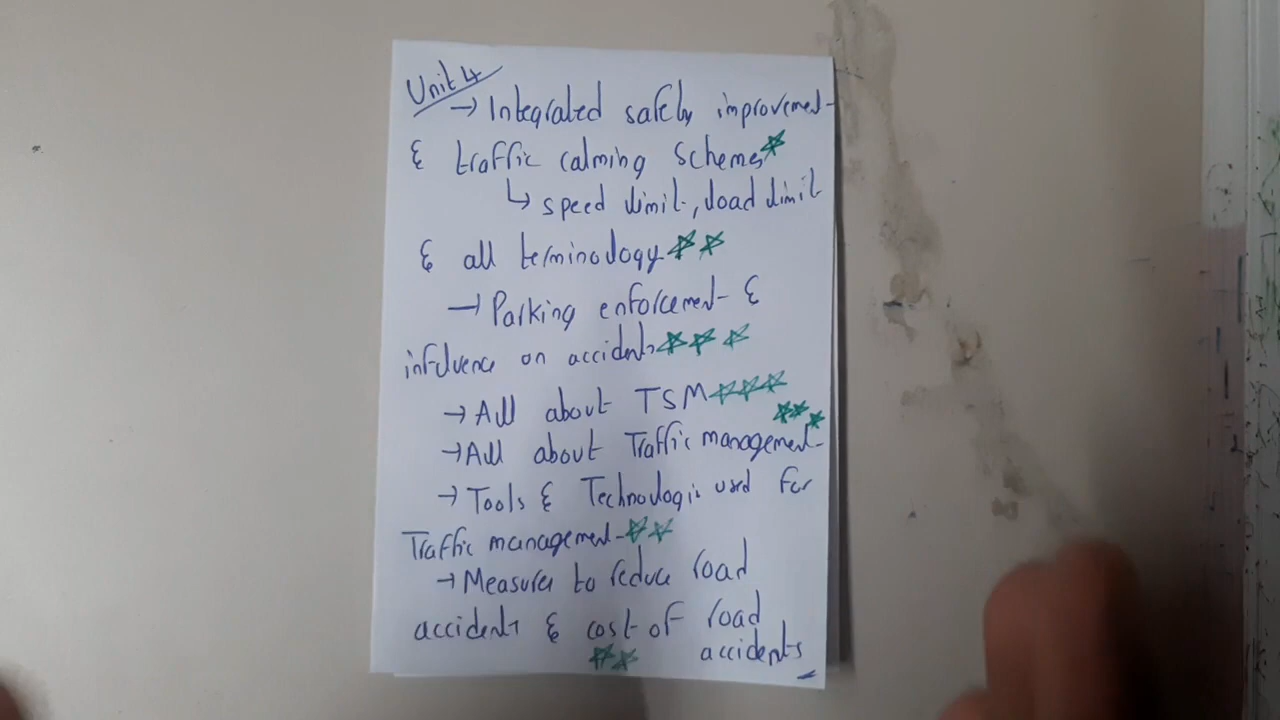 Unit 4
→ Integrated safety improvement
& traffic calming schemes
↳ speed limit, load limit
& all terminology
→ Parking enforcement &
influence on accidents
→ All about TSM
→ All about Traffic management
→ Tools & Technologies used for
Traffic management
→ Measures to reduce road
accidents & cost of road
accidents